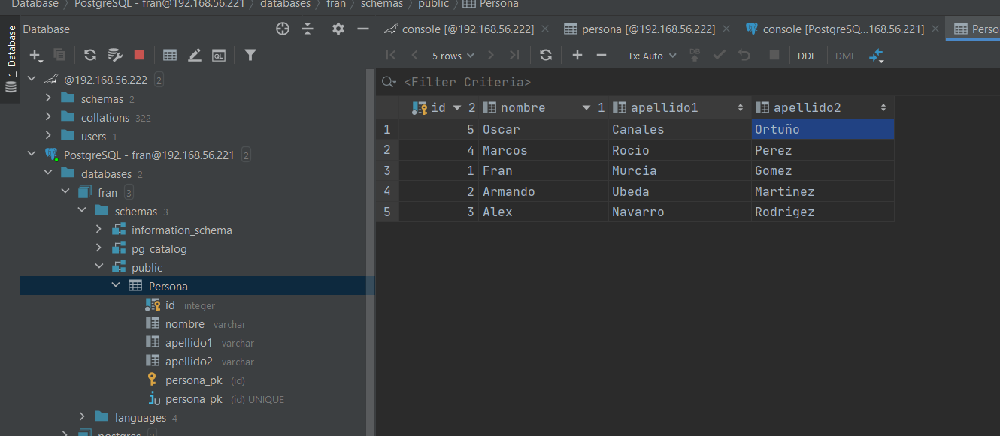 Database PostgreSQL - fran@192.168.56.221 databases fran schemas public Persona
1: Database
Database
console [@192.168.56.222] persona [@192.168.56.222] console [PostgreSQ...168.56.221] Perso
5 rows Tx: Auto DB DDL DML
QL
<Filter Criteria>
@192.168.56.222 2
schemas 2
collations 322
users 1
PostgreSQL - fran@192.168.56.221 2
databases 2
fran 3
schemas 3
information_schema
pg_catalog
public
Persona
id integer
nombre varchar
apellido1 varchar
apellido2 varchar
persona_pk (id)
persona_pk (id) UNIQUE
languages 4
postgres 2
id 2 nombre 1 apellido1 apellido2
1 5 Oscar Canales Ortuño
2 4 Marcos Rocio Perez
3 1 Fran Murcia Gomez
4 2 Armando Ubeda Martinez
5 3 Alex Navarro Rodrigez